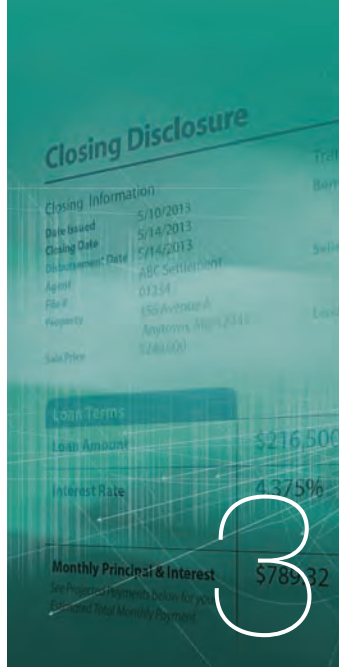 Closing Disclosure
Closing Information
Date Issued 5/10/2013
Closing Date 5/14/2013
Disbursement Date 5/14/2013
Agent ABC Settlement
File # 01234
Property 156 Avenue A
Sale Price
Loan Terms
Loan Amount $216,500
Interest Rate 4.375%
Monthly Principal & Interest $789.32
See Projected Payments below for your
Estimated Total Monthly Payment
3